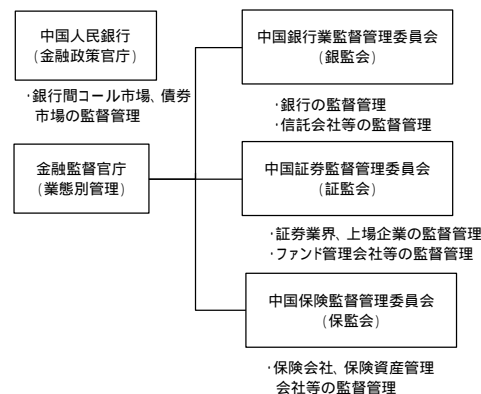 中国人民銀行
(金融政策官庁)
･銀行間コール市場、債券
市場の監督管理
金融監督官庁
(業態別管理)
中国銀行業監督管理委員会
(銀監会)
･銀行の監督管理
･信託会社等の監督管理
中国証券監督管理委員会
(証監会)
･証券業界、上場企業の監督管理
･ファンド管理会社等の監督管理
中国保険監督管理委員会
(保監会)
･保険会社、保険資産管理
会社等の監督管理